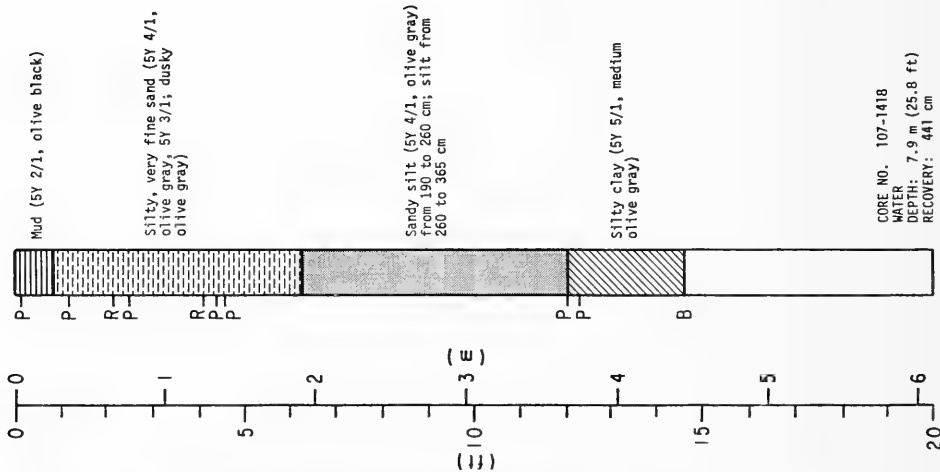 0
5
10
15
20
(ft)
0
1
2
3
4
5
6
(m)
P
P
R
P
R
P
P
P
P
B
Mud (5Y 2/1, olive black)
Silty, very fine sand (5Y 4/1,
olive gray, 5Y 3/1; dusky
olive gray)
Sandy silt (5Y 4/1, olive gray)
from 190 to 260 cm; silt from
260 to 365 cm
Silty clay (5Y 5/1, medium
olive gray)
CORE NO. 107-1418
WATER
DEPTH: 7.9 m (25.8 ft)
RECOVERY: 441 cm